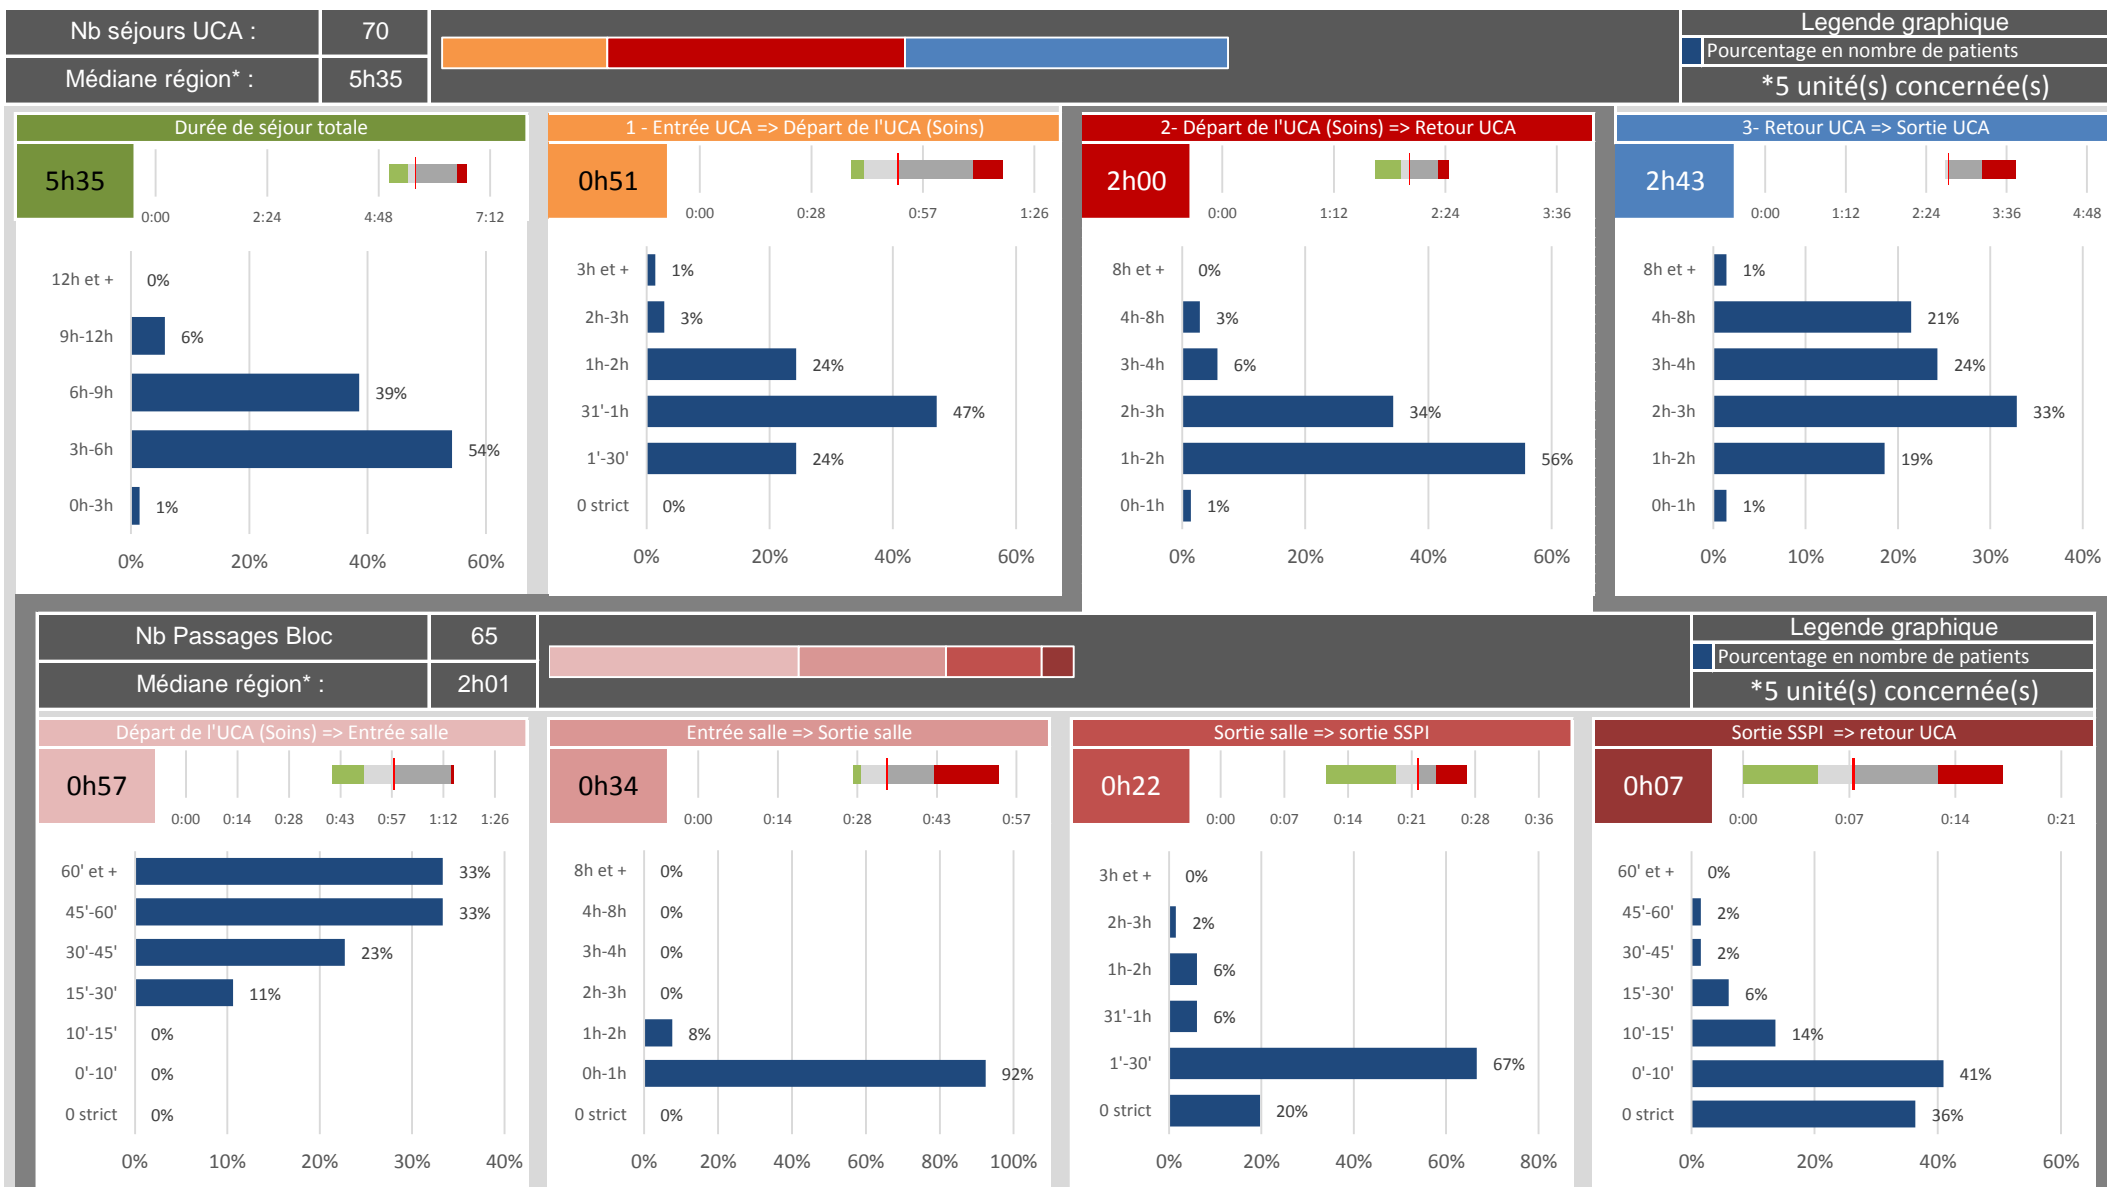 Nb séjours UCA : 70
Médiane région* : 5h35
Legende graphique
Pourcentage en nombre de patients
*5 unité(s) concernée(s)
Durée de séjour totale
5h35
0:00 2:24 4:48 7:12
12h et + 0%
9h-12h 6%
6h-9h 39%
3h-6h 54%
0h-3h 1%
0% 20% 40% 60%
1 - Entrée UCA => Départ de l'UCA (Soins)
0h51
0:00 0:28 0:57 1:26
3h et + 1%
2h-3h 3%
1h-2h 24%
31'-1h 47%
1'-30' 24%
0 strict 0%
0% 20% 40% 60%
2- Départ de l'UCA (Soins) => Retour UCA
2h00
0:00 1:12 2:24 3:36
8h et + 0%
4h-8h 3%
3h-4h 6%
2h-3h 34%
1h-2h 56%
0h-1h 1%
0% 20% 40% 60%
3- Retour UCA => Sortie UCA
2h43
0:00 1:12 2:24 3:36 4:48
8h et + 1%
4h-8h 21%
3h-4h 24%
2h-3h 33%
1h-2h 19%
0h-1h 1%
0% 10% 20% 30% 40%
Nb Passages Bloc 65
Médiane région* : 2h01
Legende graphique
Pourcentage en nombre de patients
*5 unité(s) concernée(s)
Départ de l'UCA (Soins) => Entrée salle
0h57
0:00 0:14 0:28 0:43 0:57 1:12 1:26
60' et + 33%
45'-60' 33%
30'-45' 23%
15'-30' 11%
10'-15' 0%
0'-10' 0%
0 strict 0%
0% 10% 20% 30% 40%
Entrée salle => Sortie salle
0h34
0:00 0:14 0:28 0:43 0:57
8h et + 0%
4h-8h 0%
3h-4h 0%
2h-3h 0%
1h-2h 8%
0h-1h 92%
0 strict 0%
0% 20% 40% 60% 80% 100%
Sortie salle => sortie SSPI
0h22
0:00 0:07 0:14 0:21 0:28 0:36
3h et + 0%
2h-3h 2%
1h-2h 6%
31'-1h 6%
1'-30' 67%
0 strict 20%
0% 20% 40% 60% 80%
Sortie SSPI => retour UCA
0h07
0:00 0:07 0:14 0:21
60' et + 0%
45'-60' 2%
30'-45' 2%
15'-30' 6%
10'-15' 14%
0'-10' 41%
0 strict 36%
0% 20% 40% 60%